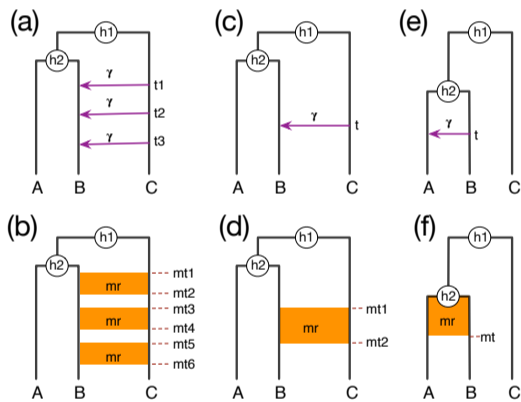 (a)
h1
h2
γ
t1
γ
t2
γ
t3
A B C
(c)
h1
h2
γ
t
A B C
(e)
h1
h2
γ
t
A B C
(b)
h1
h2
mr
mt1
mt2
mr
mt3
mt4
mr
mt5
mt6
A B C
(d)
h1
h2
mt1
mr
mt2
A B C
(f)
h1
h2
mr
mt
A B C